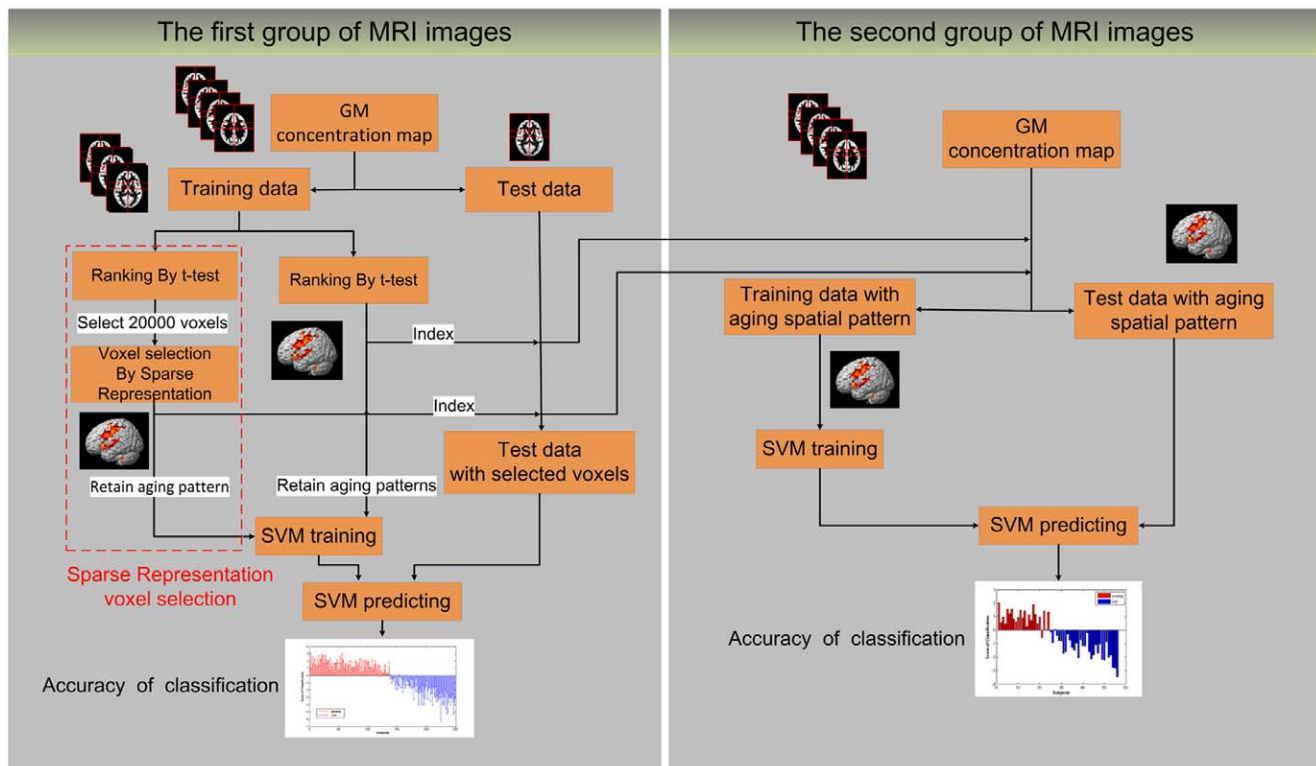 The first group of MRI images
GM
concentration map
Training data
Test data
Ranking By t-test
Ranking By t-test
Select 20000 voxels
Voxel selection
By Sparse
Representation
Index
Index
Test data
with selected voxels
Retain aging pattern
Retain aging patterns
SVM training
Sparse Representation
voxel selection
SVM predicting
Accuracy of classification
The second group of MRI images
GM
concentration map
Training data with
aging spatial pattern
Test data with aging
spatial pattern
SVM training
SVM predicting
Accuracy of classification